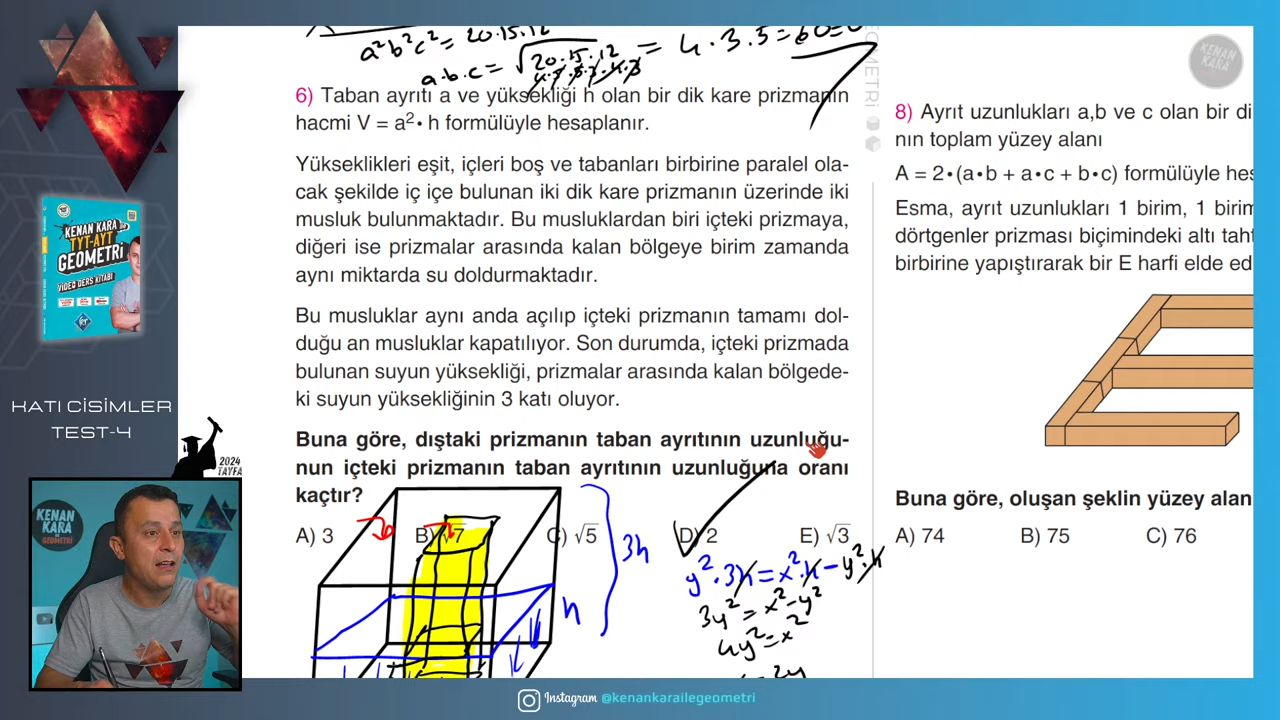 a²b²c² = 20.15.12
a.b.c = √20.15.12 = 4.3.5=60
6) Taban ayrıtı a ve yüksekliği h olan bir dik kare prizmanın
hacmi V = a²• h formülüyle hesaplanır.
Yükseklikleri eşit, içleri boş ve tabanları birbirine paralel ola-
cak şekilde iç içe bulunan iki dik kare prizmanın üzerinde iki
musluk bulunmaktadır. Bu musluklardan biri içteki prizmaya,
diğeri ise prizmalar arasında kalan bölgeye birim zamanda
aynı miktarda su doldurmaktadır.
Bu musluklar aynı anda açılıp içteki prizmanın tamamı dol-
duğu an musluklar kapatılıyor. Son durumda, içteki prizmada
bulunan suyun yüksekliği, prizmalar arasında kalan bölgede-
ki suyun yüksekliğinin 3 katı oluyor.
Buna göre, dıştaki prizmanın taban ayrıtının uzunluğu-
nun içteki prizmanın taban ayrıtının uzunluğuna oranı
kaçtır?
A) 3 B) √7 C) √5 D) 2 E) √3
3h
h
y².3h = x².h - y².h
3y² = x²-y²
4y²=x²
2y
GEOMETRİ
KENAN
KARA
8) Ayrıt uzunlukları a,b ve c olan bir di
nın toplam yüzey alanı
A = 2•(a•b + a•c + b•c) formülüyle hes
Esma, ayrıt uzunlukları 1 birim, 1 birim
dörtgenler prizması biçimindeki altı taht
birbirine yapıştırarak bir E harfi elde ed
Buna göre, oluşan şeklin yüzey alan
A) 74 B) 75 C) 76
KENAN KARA
TYT-AYT
GEOMETRİ
VİDEO DERS KİTABI
KATI CİSİMLER
TEST-4
2024
TAYFA
KENAN
KARA
GEOMETRİ
Instagram @kenankarailegeometri